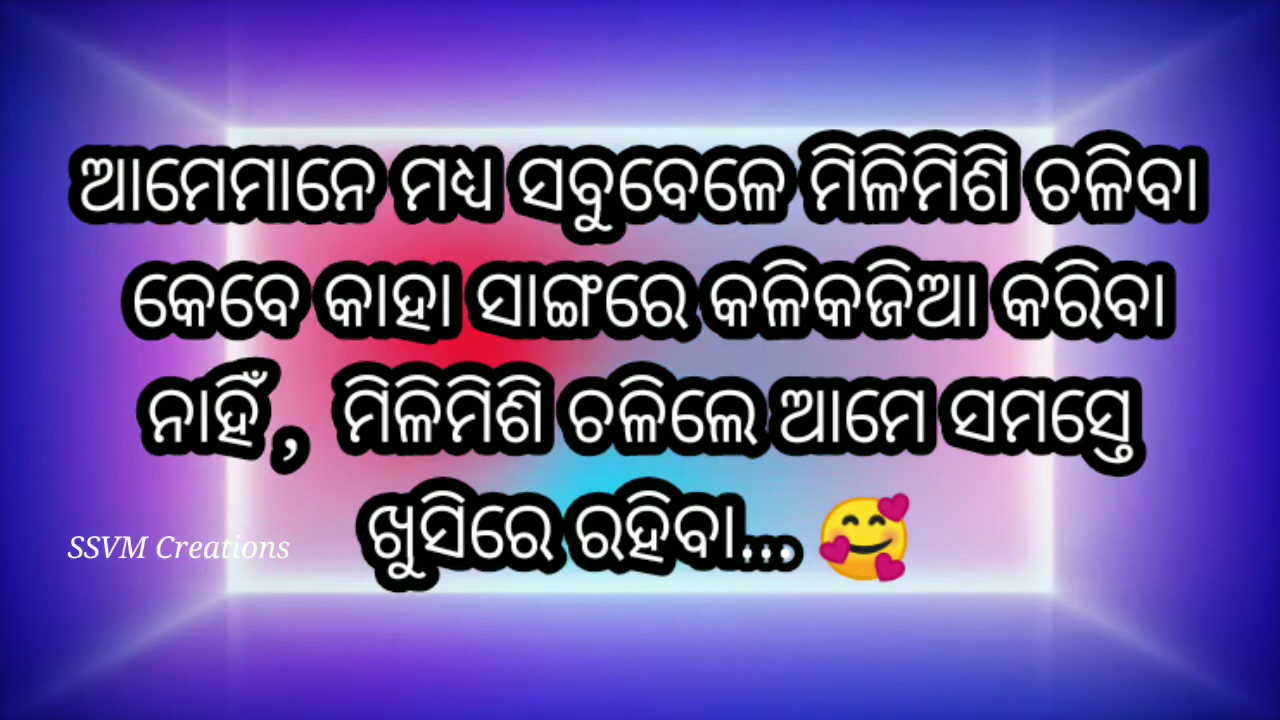 ଆମେମାନେ ମଧ୍ୟ ସବୁବେଳେ ମିଳିମିଶି ଚଳିବା
କେବେ କାହା ସାଙ୍ଗରେ କଳିକଜିଆ କରିବା
ନାହିଁ, ମିଳିମିଶି ଚଳିଲେ ଆମେ ସମସ୍ତେ
ଖୁସିରେ ରହିବା... 🥰
SSVM Creations